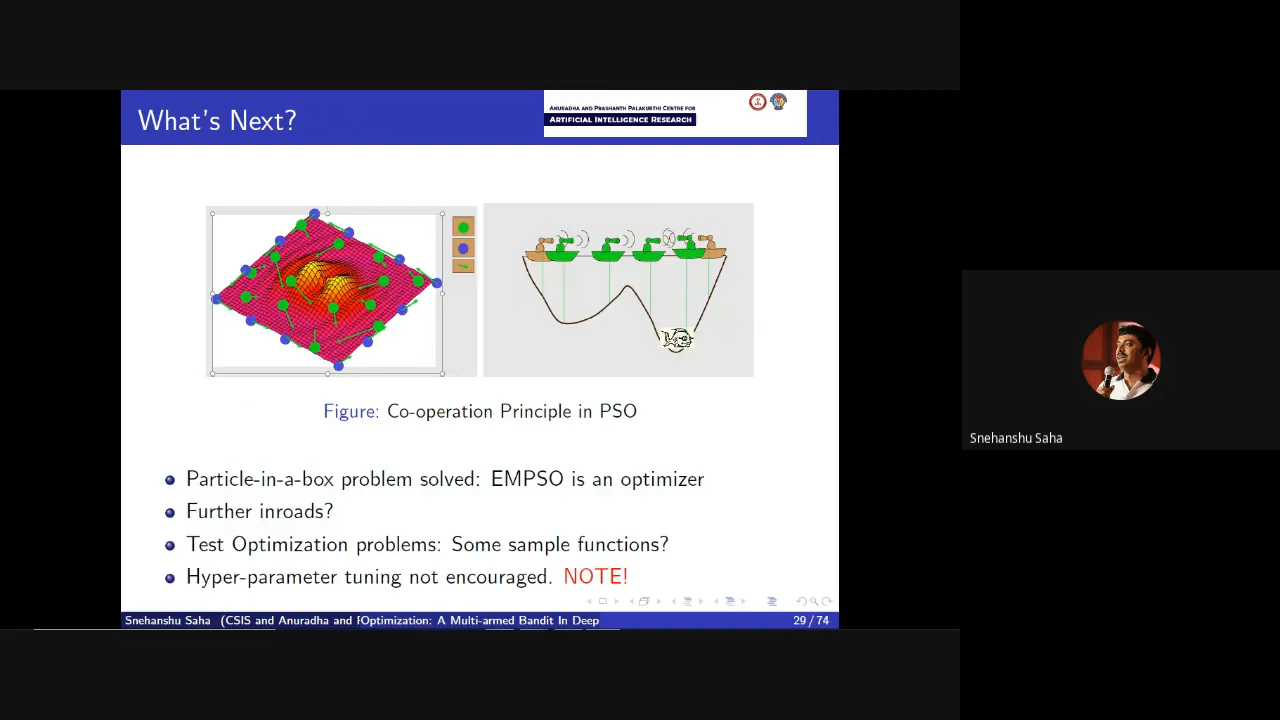 What's Next?
ANURADHA AND PRASHANTH PALAKURTHI CENTRE FOR
ARTIFICIAL INTELLIGENCE RESEARCH
Figure: Co-operation Principle in PSO
Particle-in-a-box problem solved: EMPSO is an optimizer
Further inroads?
Test Optimization problems: Some sample functions?
Hyper-parameter tuning not encouraged. NOTE!
Snehanshu Saha (CSIS and Anuradha and Optimization: A Multi-armed Bandit In Deep
29 / 74
Snehanshu Saha